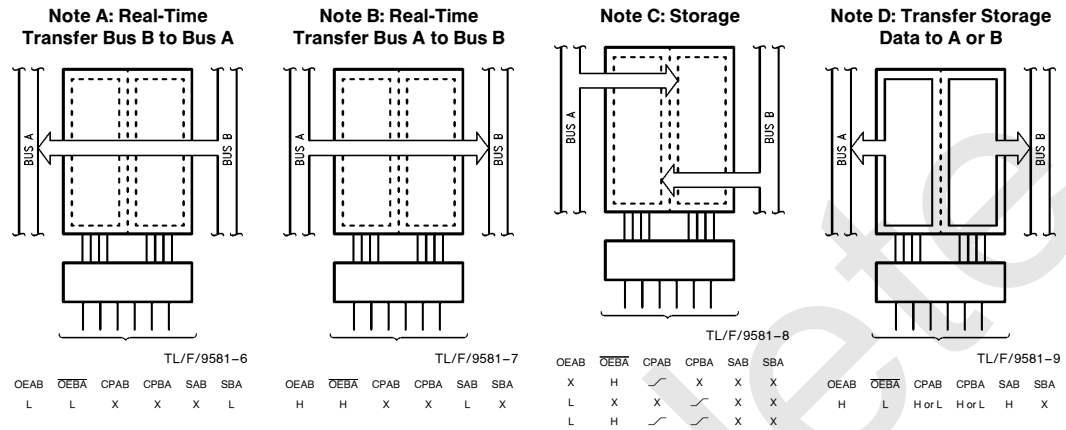 Note A: Real-Time
Transfer Bus B to Bus A
BUS A
BUS B
TL/F/9581–6
OEAB OEBA CPAB CPBA SAB SBA
L L X X X L
Note B: Real-Time
Transfer Bus A to Bus B
BUS A
BUS B
TL/F/9581–7
OEAB OEBA CPAB CPBA SAB SBA
H H X X L X
Note C: Storage
BUS A
BUS B
TL/F/9581–8
OEAB OEBA CPAB CPBA SAB SBA
X H X X X
L X X X X
L H X X
Note D: Transfer Storage
Data to A or B
BUS A
BUS B
TL/F/9581–9
OEAB OEBA CPAB CPBA SAB SBA
H L H or L H or L H X
lete